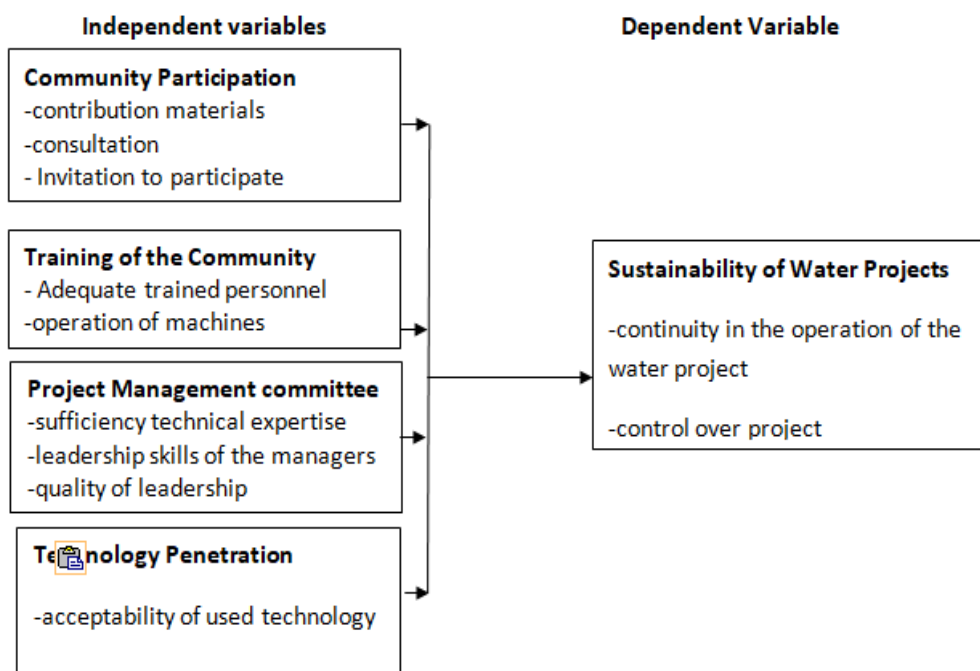 Independent variables
Dependent Variable
Community Participation
-contribution materials
-consultation
- Invitation to participate
Training of the Community
- Adequate trained personnel
-operation of machines
Project Management committee
-sufficiency technical expertise
-leadership skills of the managers
-quality of leadership
Technology Penetration
-acceptability of used technology
Sustainability of Water Projects
-continuity in the operation of the
water project
-control over project